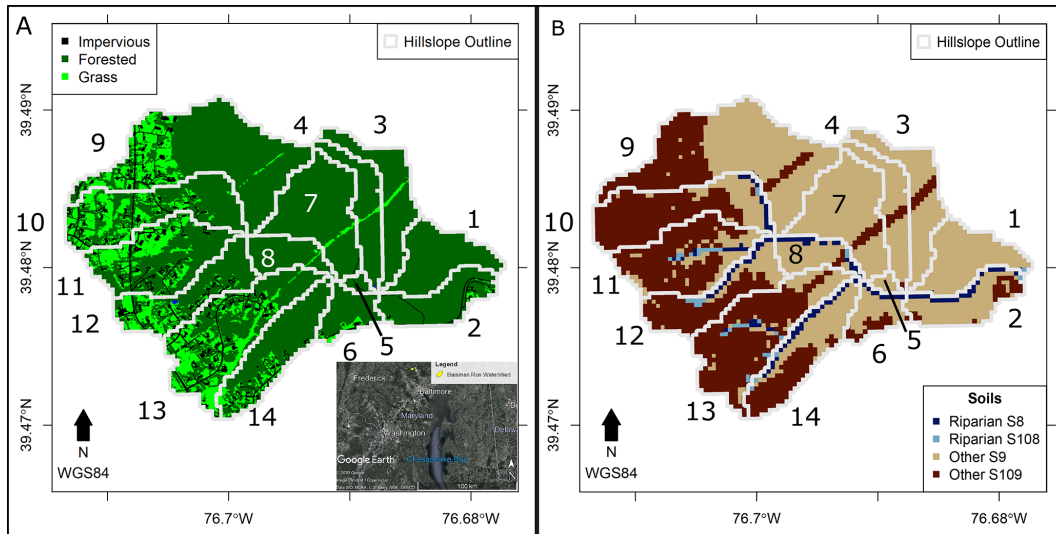 A
Impervious
Forested
Grass
Hillslope Outline
39.49°N
39.48°N
39.47°N
9
4
3
10
7
1
8
11
12
2
5
6
13
14
N
WGS84
76.7°W
76.68°W
Legend
Baisman Run Watershed
Frederick
Baltimore
Maryland
Washington
Delaw
Chesapeake Bay
Google Earth
100 km
N
B
Hillslope Outline
39.49°N
39.48°N
39.47°N
9
4
3
10
7
1
8
11
12
2
5
6
13
14
N
WGS84
Soils
Riparian S8
Riparian S108
Other S9
Other S109
76.7°W
76.68°W